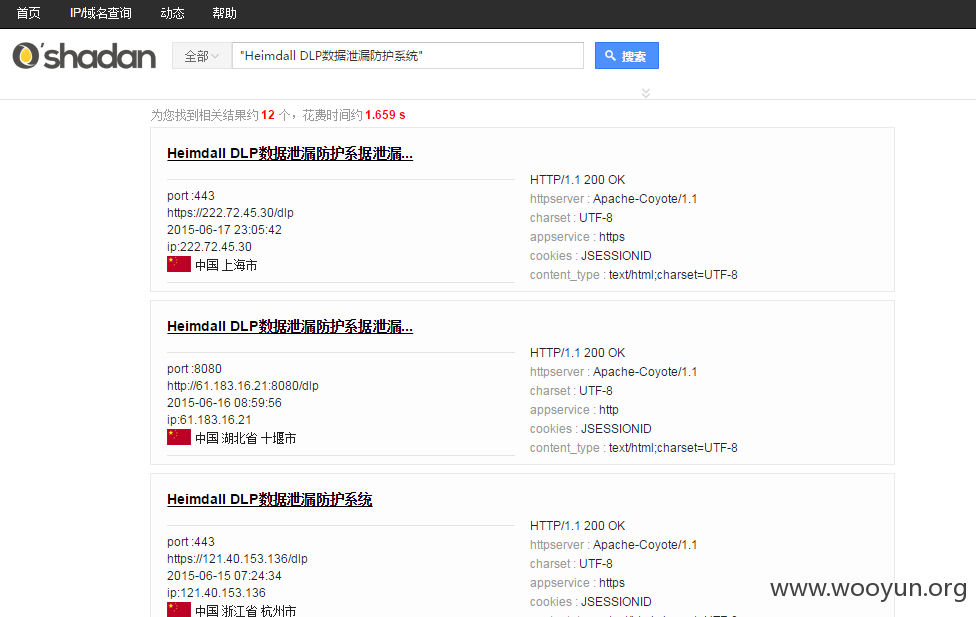 首页 IP/域名查询 动态 帮助
O'shadan 全部 "Heimdall DLP数据泄漏防护系统" 搜索
为您找到相关结果约 12 个，花费时间约 1.659 s
Heimdall DLP数据泄漏防护系据泄漏...
port :443
https://222.72.45.30/dlp
2015-06-17 23:05:42
ip:222.72.45.30
中国 上海市
HTTP/1.1 200 OK
httpserver : Apache-Coyote/1.1
charset : UTF-8
appservice : https
cookies : JSESSIONID
content_type : text/html;charset=UTF-8
Heimdall DLP数据泄漏防护系据泄漏...
port :8080
http://61.183.16.21:8080/dlp
2015-06-16 08:59:56
ip:61.183.16.21
中国 湖北省 十堰市
HTTP/1.1 200 OK
httpserver : Apache-Coyote/1.1
charset : UTF-8
appservice : http
cookies : JSESSIONID
content_type : text/html;charset=UTF-8
Heimdall DLP数据泄漏防护系统
port :443
https://121.40.153.136/dlp
2015-06-15 07:24:34
ip:121.40.153.136
中国 浙江省 杭州市
HTTP/1.1 200 OK
httpserver : Apache-Coyote/1.1
charset : UTF-8
appservice : https
cookies : JSESSIONID
www.wooyun.org